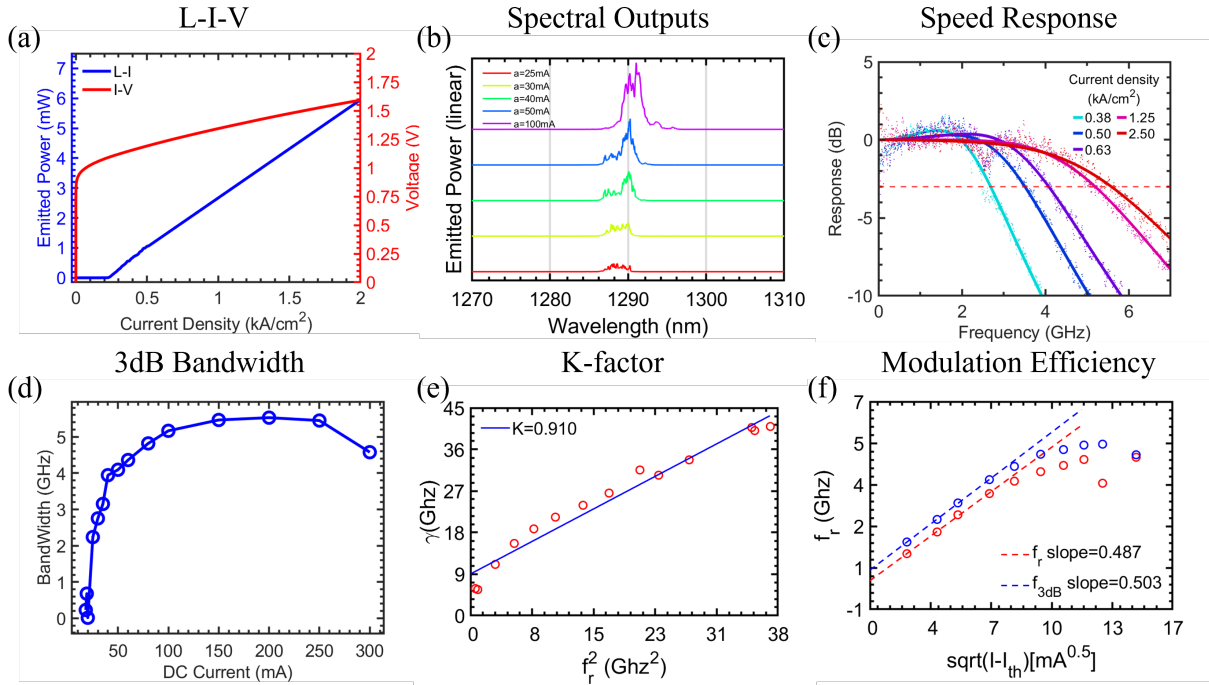 L-I-V
Spectral Outputs
Speed Response
(a)
7
6
5
4
3
2
1
0
Emitted Power (mW)
L-I
I-V
2
1.75
1.5
1.25
1
0.75
0.5
0.25
0
Voltage (V)
0 0.5 1 1.5 2
Current Density (kA/cm²)
(b)
a=25mA
a=30mA
a=40mA
a=50mA
a=100mA
Emitted Power (linear)
1270 1280 1290 1300 1310
Wavelength (nm)
(c)
5
0
-5
-10
Response (dB)
Current density
(kA/cm²)
0.38 1.25
0.50 2.50
0.63
0 2 4 6
Frequency (GHz)
3dB Bandwidth
K-factor
Modulation Efficiency
(d)
5
4
3
2
1
0
BandWidth (GHz)
50 100 150 200 250 300
DC Current (mA)
(e)
45
36
27
18
9
0
γ(Ghz)
K=0.910
0 8 15 23 31 38
f_r² (Ghz²)
(f)
7
5
4
2
1
-1
f_r (Ghz)
f_r slope=0.487
f_3dB slope=0.503
0 4 7 10 13 17
sqrt(I-I_th)[mA^0.5]